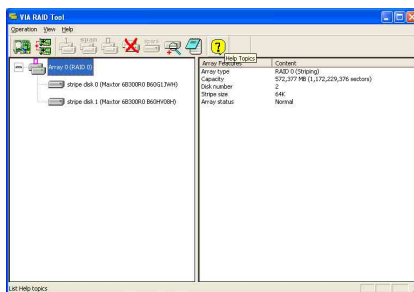 VIA RAID Tool
Operation View Help
Help Topics
Array 0 (RAID 0)
stripe disk 0 (Maxtor 6B300R0 B60G17WH)
stripe disk 1 (Maxtor 6B300R0 B60HV08H)
Array Features Content
Array type RAID 0 (Striping)
Capacity 572,377 MB (1,172,229,376 sectors)
Disk number 2
Stripe size 64K
Array status Normal
List Help topics